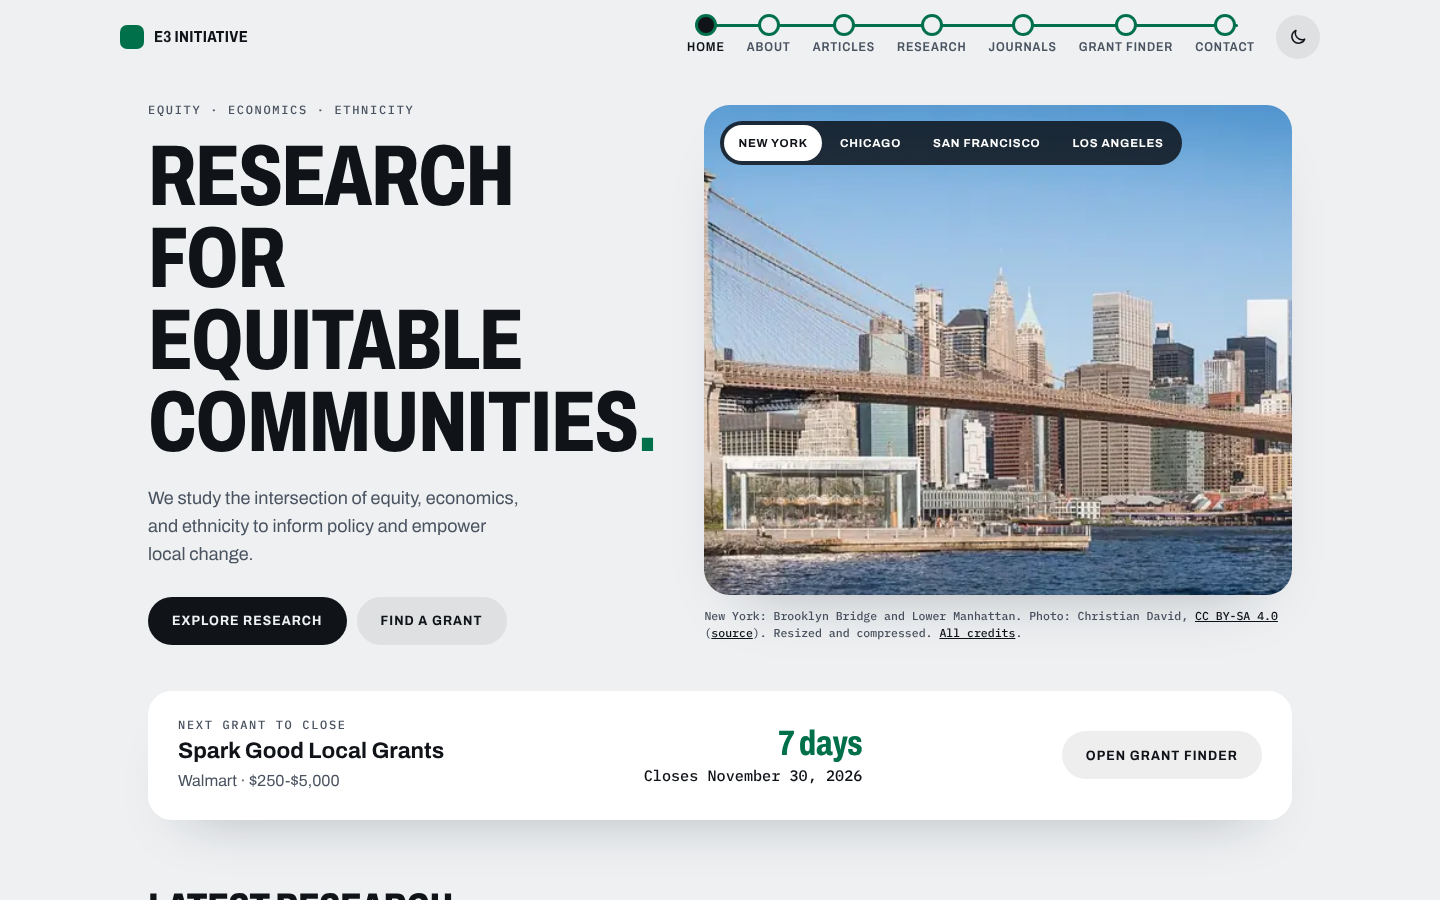 E3 INITIATIVE
HOME
ABOUT
ARTICLES
RESEARCH
JOURNALS
GRANT FINDER
CONTACT
EQUITY · ECONOMICS · ETHNICITY
RESEARCH
FOR
EQUITABLE
COMMUNITIES.
We study the intersection of equity, economics,
and ethnicity to inform policy and empower
local change.
EXPLORE RESEARCH
FIND A GRANT
NEW YORK
CHICAGO
SAN FRANCISCO
LOS ANGELES
New York: Brooklyn Bridge and Lower Manhattan. Photo: Christian David, CC BY-SA 4.0
(source). Resized and compressed. All credits.
NEXT GRANT TO CLOSE
Spark Good Local Grants
Walmart · $250-$5,000
7 days
Closes November 30, 2026
OPEN GRANT FINDER
LATEST RESEARCH